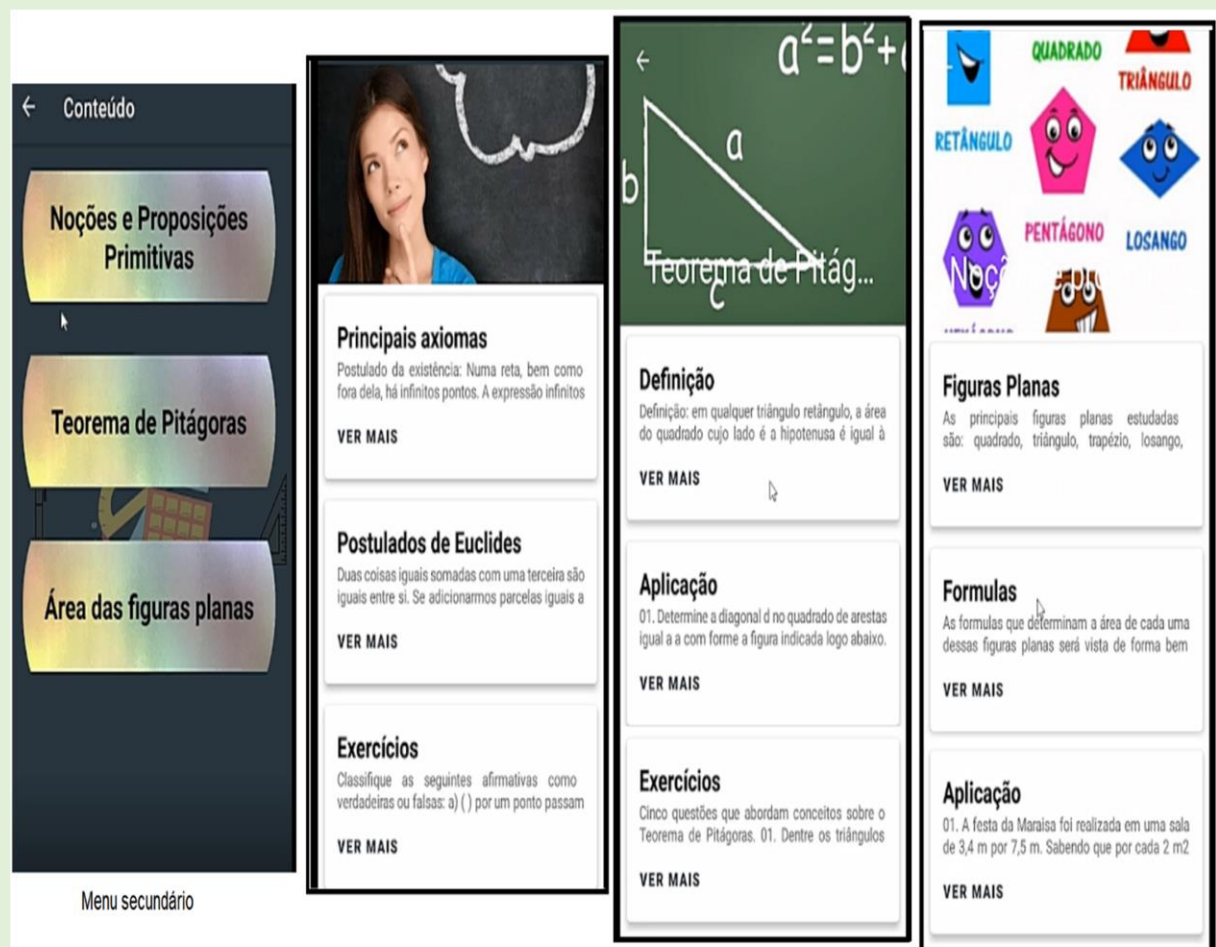 Conteúdo
Noções e Proposições
Primitivas
Teorema de Pitágoras
Área das figuras planas
Menu secundário
Principais axiomas
Postulado da existência: Numa reta, bem como
fora dela, há infinitos pontos. A expressão infinitos
VER MAIS
Postulados de Euclides
Duas coisas iguais somadas com uma terceira são
iguais entre si. Se adicionarmos parcelas iguais a
VER MAIS
Exercícios
Classifique as seguintes afirmativas como
verdadeiras ou falsas: a) ( ) por um ponto passam
VER MAIS
a²=b²+
a
b
Teorema de Pitág...
c
Definição
Definição: em qualquer triângulo retângulo, a área
do quadrado cujo lado é a hipotenusa é igual à
VER MAIS
Aplicação
01. Determine a diagonal d no quadrado de arestas
igual a a com forme a figura indicada logo abaixo.
VER MAIS
Exercícios
Cinco questões que abordam conceitos sobre o
Teorema de Pitágoras. 01. Dentre os triângulos
VER MAIS
QUADRADO
TRIÂNGULO
RETÂNGULO
PENTÁGONO
LOSANGO
Figuras Planas
As principais figuras planas estudadas
são: quadrado, triângulo, trapézio, losango,
VER MAIS
Formulas
As formulas que determinam a área de cada uma
dessas figuras planas será vista de forma bem
VER MAIS
Aplicação
01. A festa da Maraisa foi realizada em uma sala
de 3,4 m por 7,5 m. Sabendo que por cada 2 m2
VER MAIS